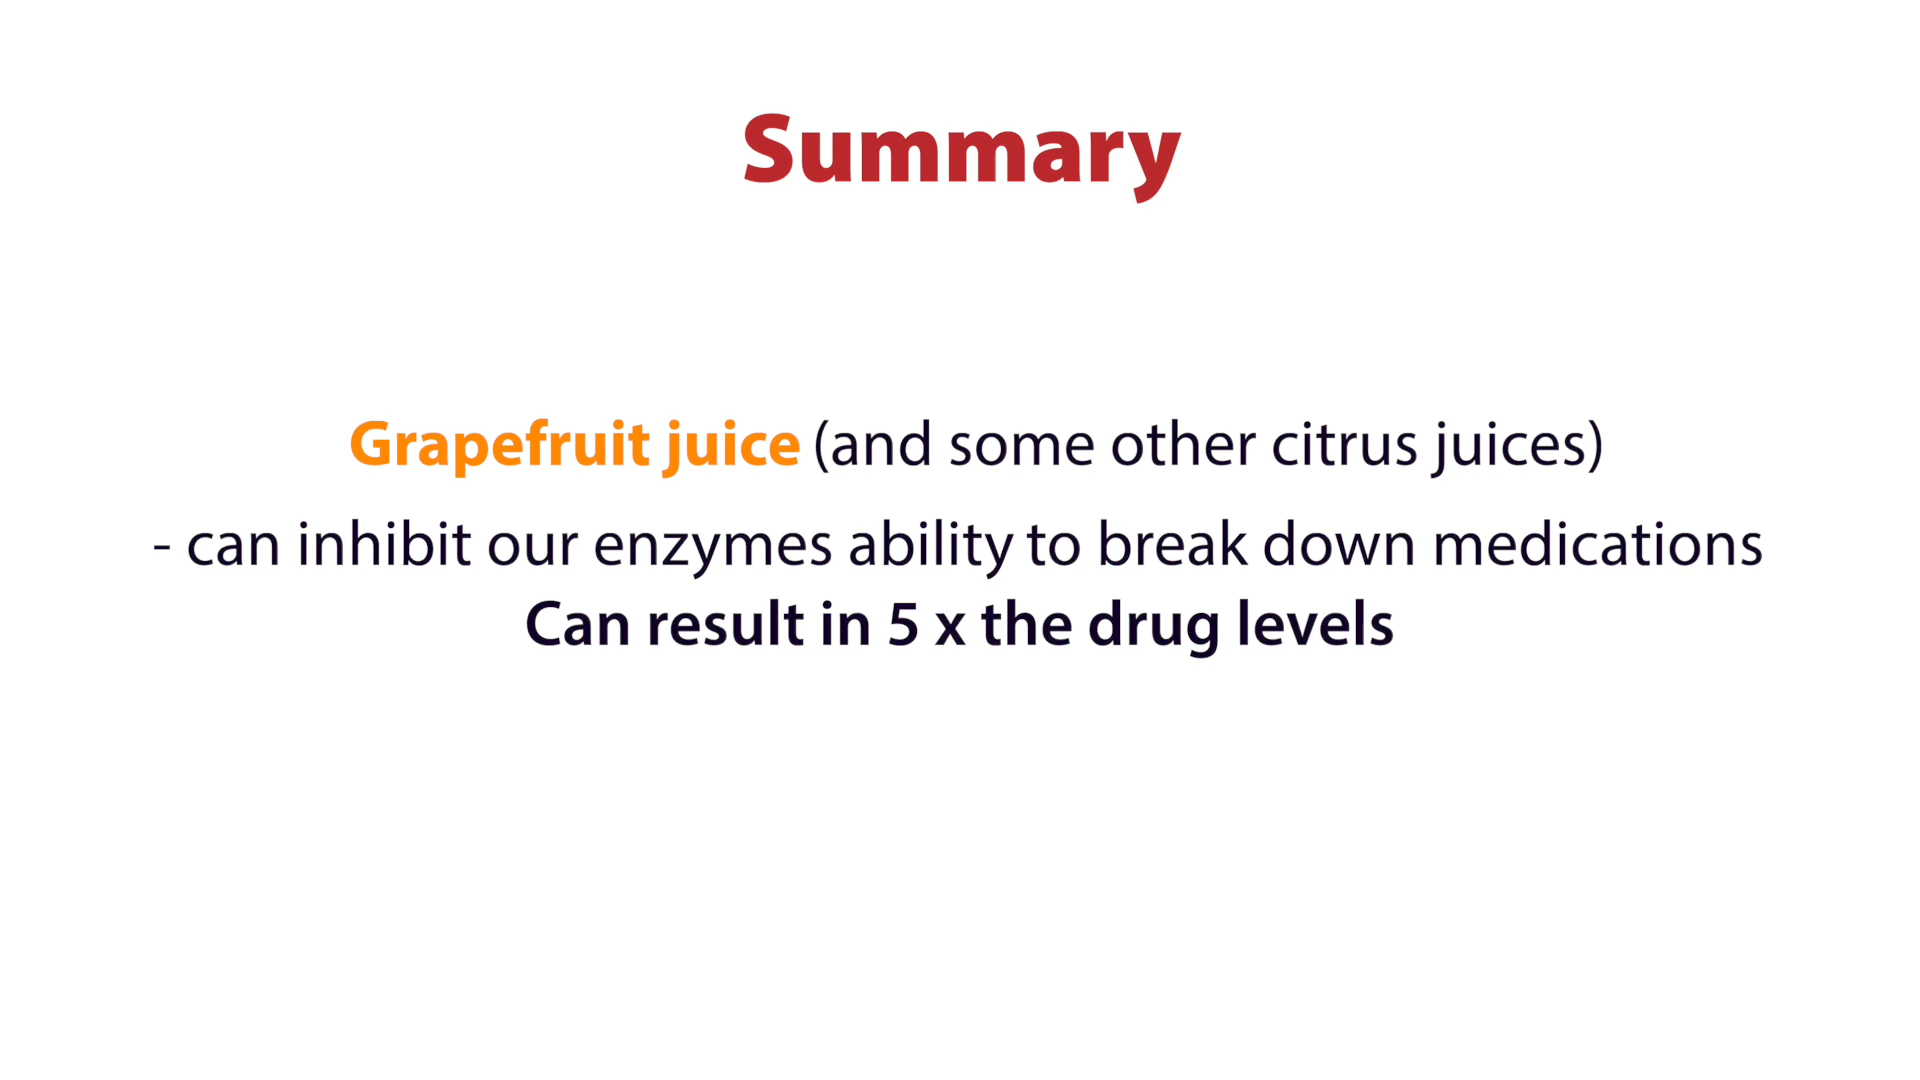 Summary
Grapefruit juice (and some other citrus juices)
- can inhibit our enzymes ability to break down medications
Can result in 5 x the drug levels